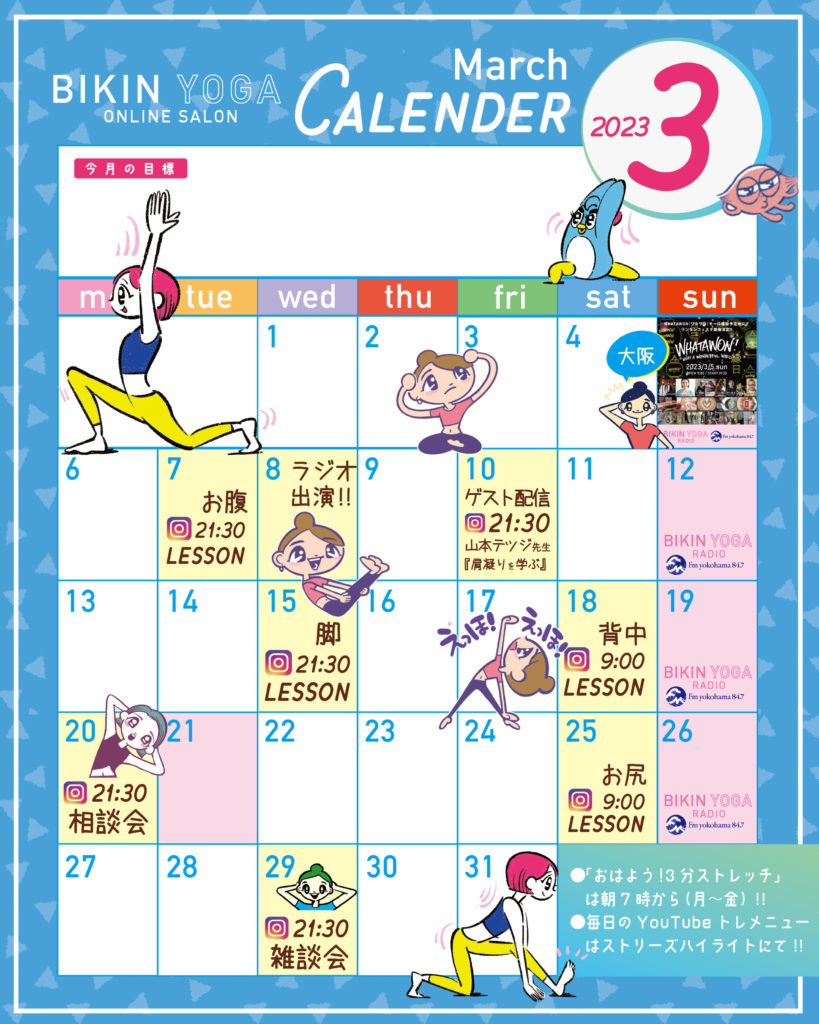 BIKIN YOGA
ONLINE SALON
March
CALENDER
2023 3
今月の目標
m tue wed thu fri sat sun
1 2 3 4
大阪
WHATAWON!
2023/3/5.sun
BIKIN YOGA
RADIO
Fm yokohama 84.7
6 7 8 9 10 11 12
お腹
21:30
LESSON
ラジオ
出演!!
ゲスト配信
21:30
山本テツジ先生
『肩凝りを学ぶ』
BIKIN YOGA
RADIO
Fm yokohama 84.7
13 14 15 16 17 18 19
脚
21:30
LESSON
えっほ!
えっほ!
背中
9:00
LESSON
BIKIN YOGA
RADIO
Fm yokohama 84.7
20 21 22 23 24 25 26
21:30
相談会
お尻
9:00
LESSON
BIKIN YOGA
RADIO
Fm yokohama 84.7
27 28 29 30 31
21:30
雑談会
●「おはよう!3分ストレッチ」
は朝7時から(月〜金)!!
●毎日のYouTubeトレメニュー
はストリーズハイライトにて!!